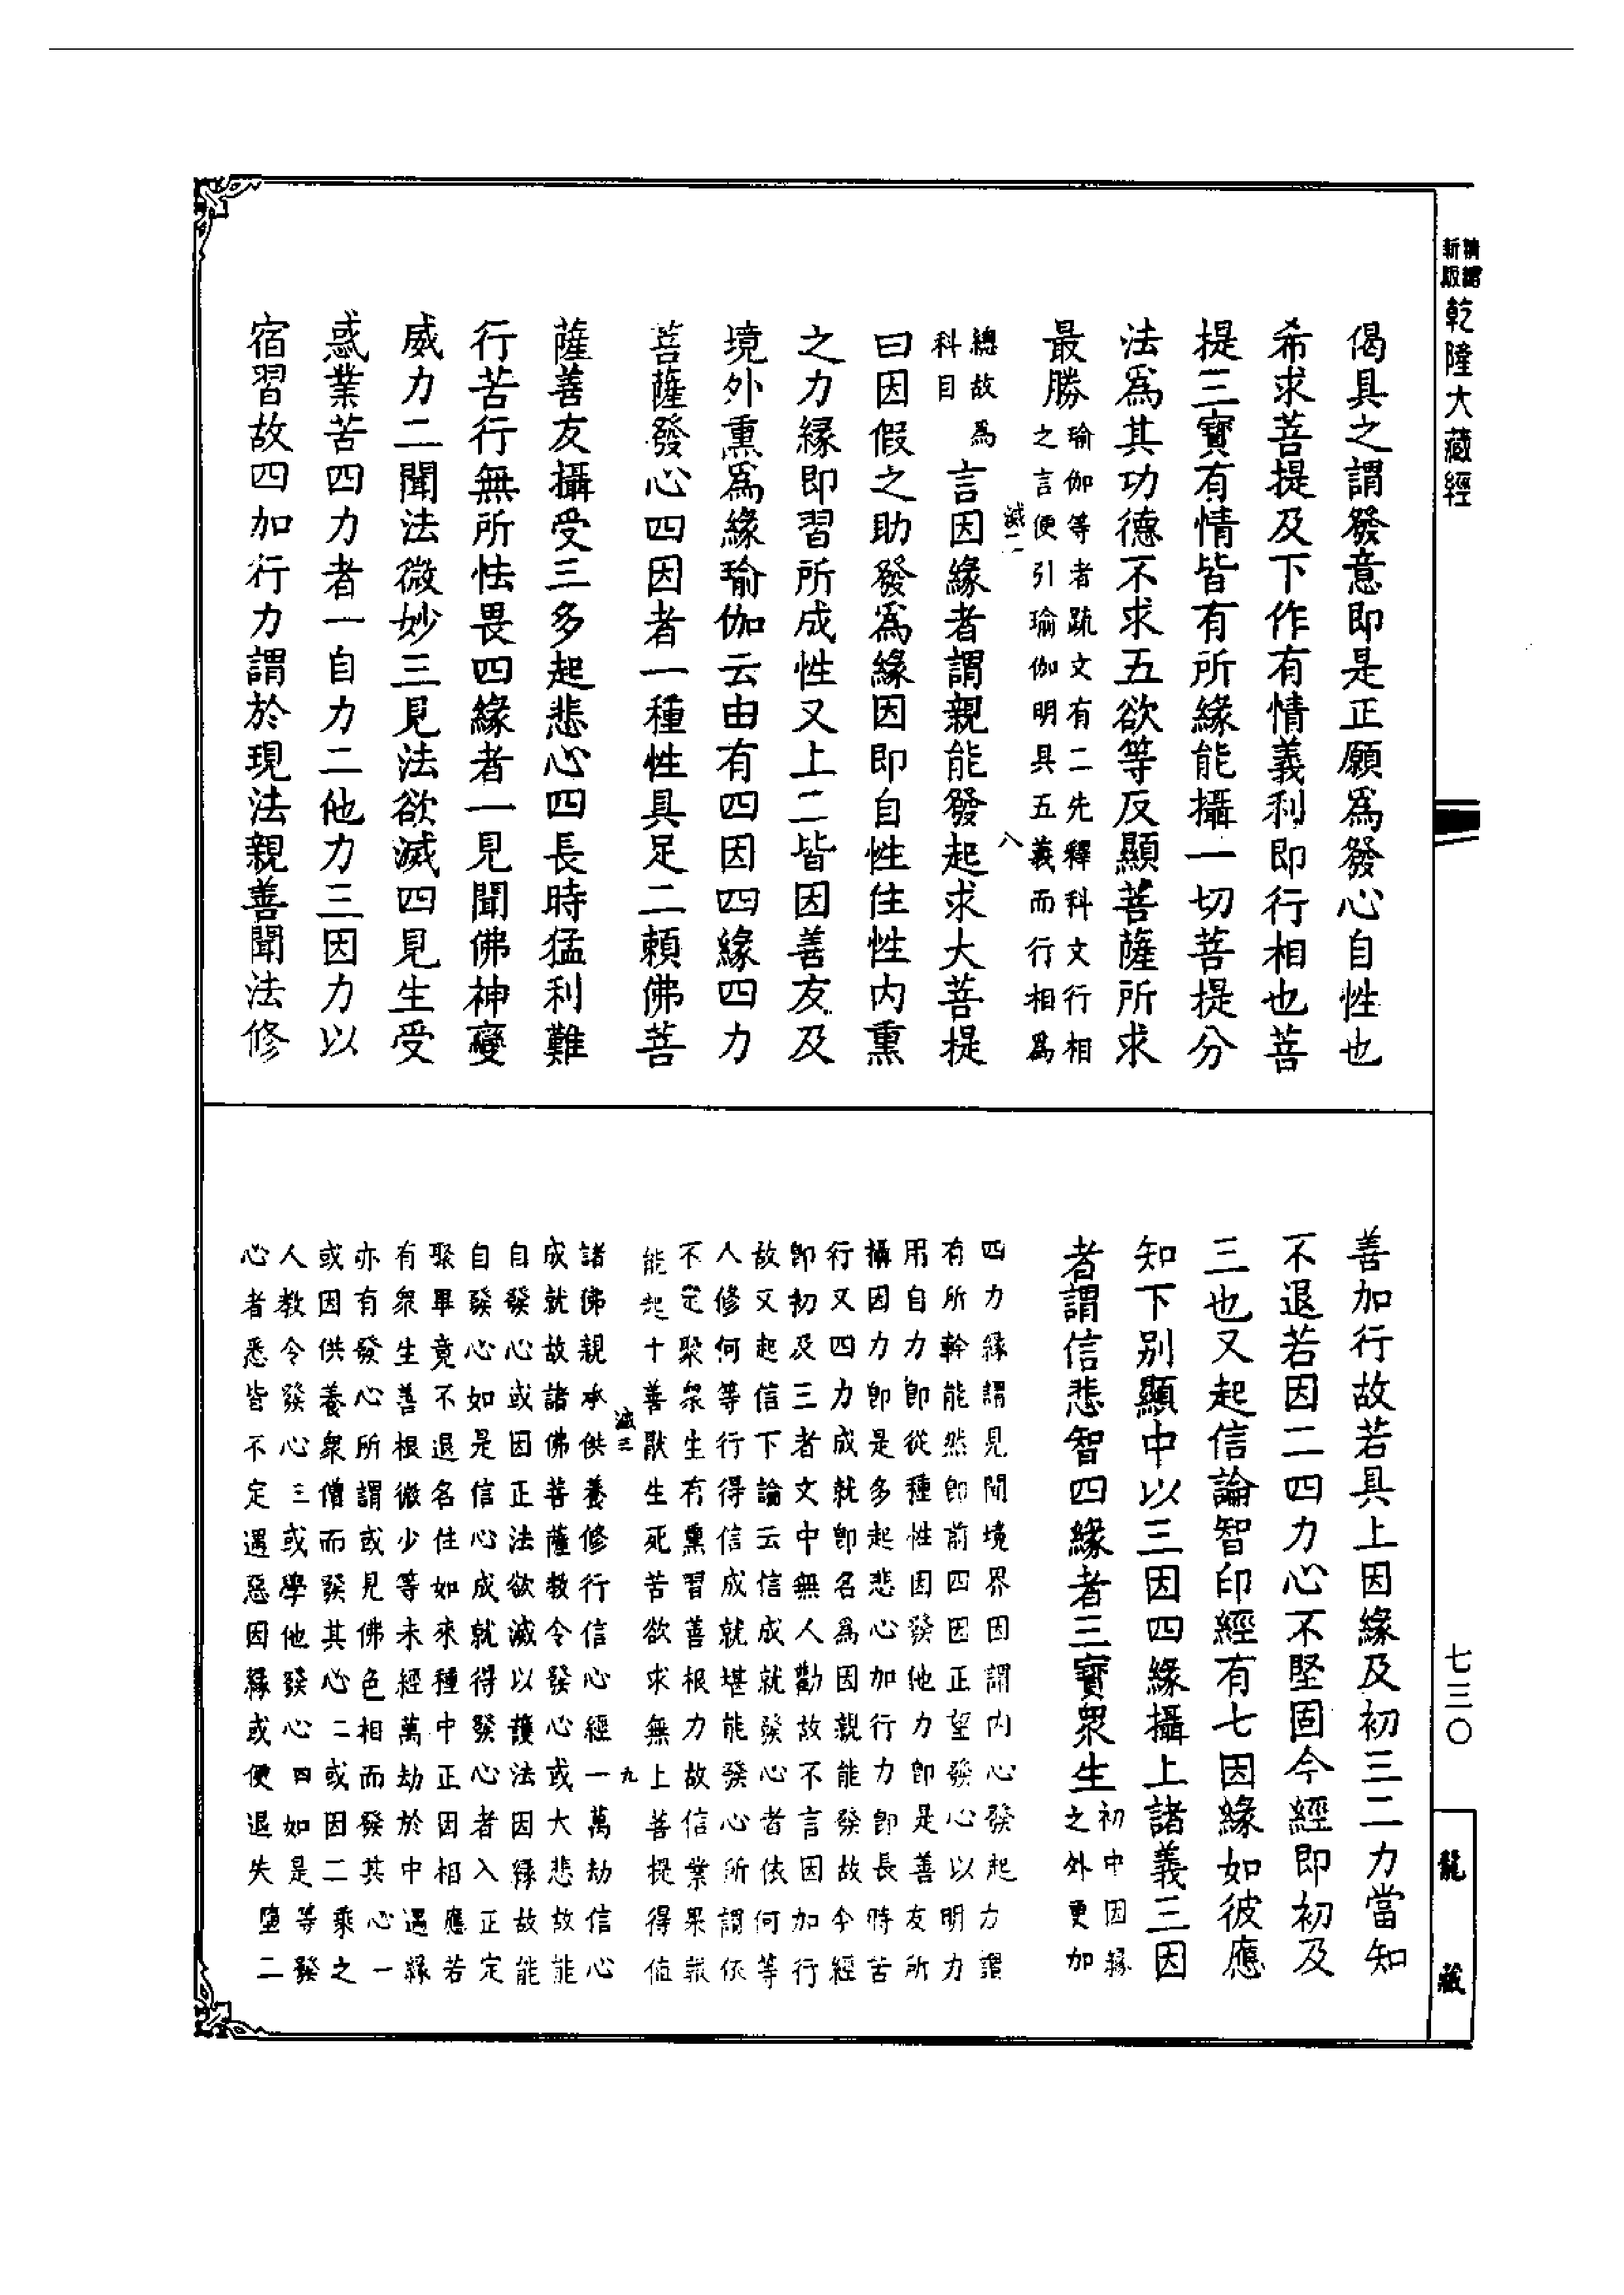 精縮
新版
乾隆大藏經
偈具之謂發意即是正願爲發心自性也
希求菩提及下作有情義利即行相也菩
提三寶有情皆有所緣能攝一切菩提分
法爲其功德不求五欲等反顯菩薩所求
最勝瑜伽等者疏文有二先釋科文行相
之言便引瑜伽明具五義而行相爲
滅二 八
總故爲
科目言因緣者謂親能發起求大菩提
曰因假之助發爲緣因即自性住性内熏
之力緣即習所成性又上二皆因善友及
境外熏爲緣瑜伽云由有四因四緣四力
菩薩發心四因者一種性具足二賴佛菩
薩善友攝受三多起悲心四長時猛利難
行苦行無所怯畏四緣者一見聞佛神變
威力二聞法微妙三見法欲滅四見生受
惑業苦四力者一自力二他力三因力以
宿習故四加行力謂於現法親善聞法修
善加行故若具上因緣及初三二力當知
不退若因二四力心不堅固今經即初及
三也又起信論智印經有七因緣如彼應
知下別顯中以三因四緣攝上諸義三因
者謂信悲智四緣者三寶衆生初中因緣
之外更加
四力緣謂見聞境界因謂内心發起力謂
有所幹能然即前四因正望發心以明力
用自力即從種性因發他力即是善友所
攝因力即是多起悲心加行力即長時苦
行又四力成就即名爲因親能發故今經
即初及三者文中無人勸故不言因加行
故又起信下論云信成就發心者依何等
人修何等行得信成就堪能發心所謂依
不定聚衆生有熏習善根力故信業果報
能起十善厭生死苦欲求無上菩提得值
滅三 九
諸佛親承供養修行信心經一萬劫信心
成就故諸佛菩薩教令發心或大悲故能
自發心或因正法欲滅以護法因緣故能
自發心如是信心成就得發心者入正定
聚畢竟不退名住如來種中正因相應若
有衆生善根微少等未經萬劫於中遇緣
亦有發心所謂或見佛色相而發其心一
或因供養衆僧而發其心二或因二乘之
人教令發心三或學他發心四如是等發
心者悉皆不定遇惡因緣或便退失墮二
七三〇
龍藏